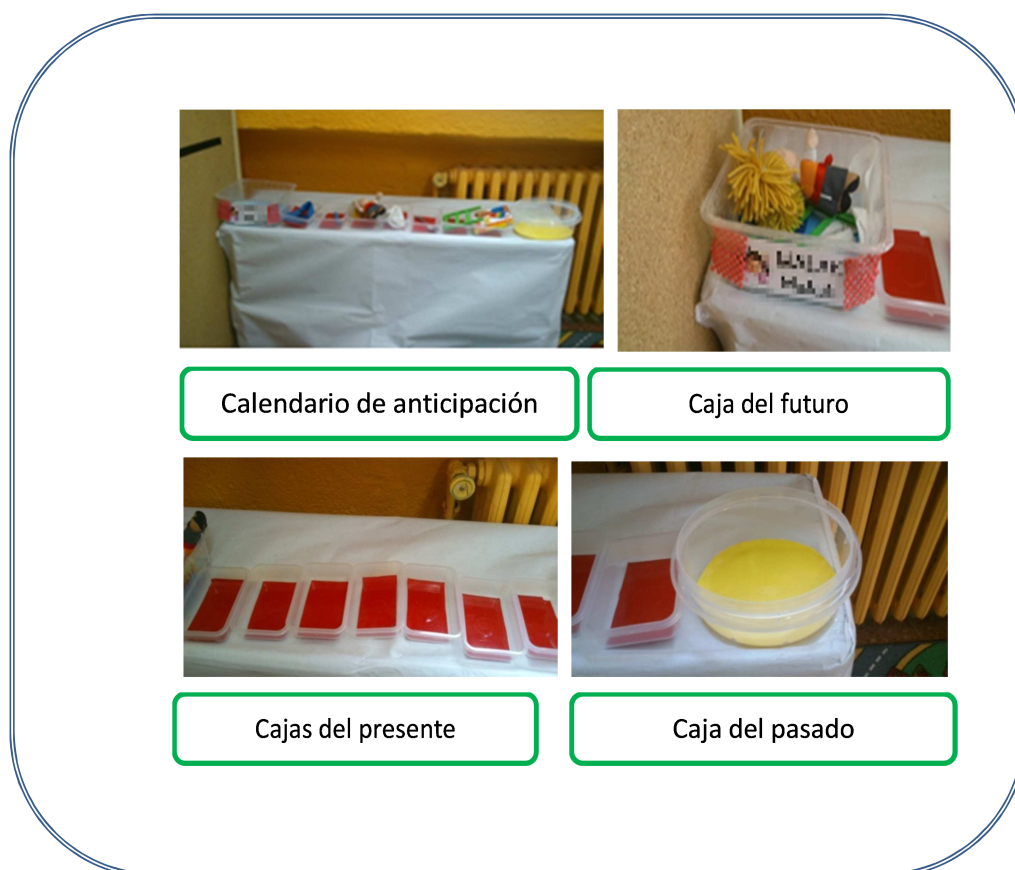 Calendario de anticipación
Caja del futuro
Cajas del presente
Caja del pasado